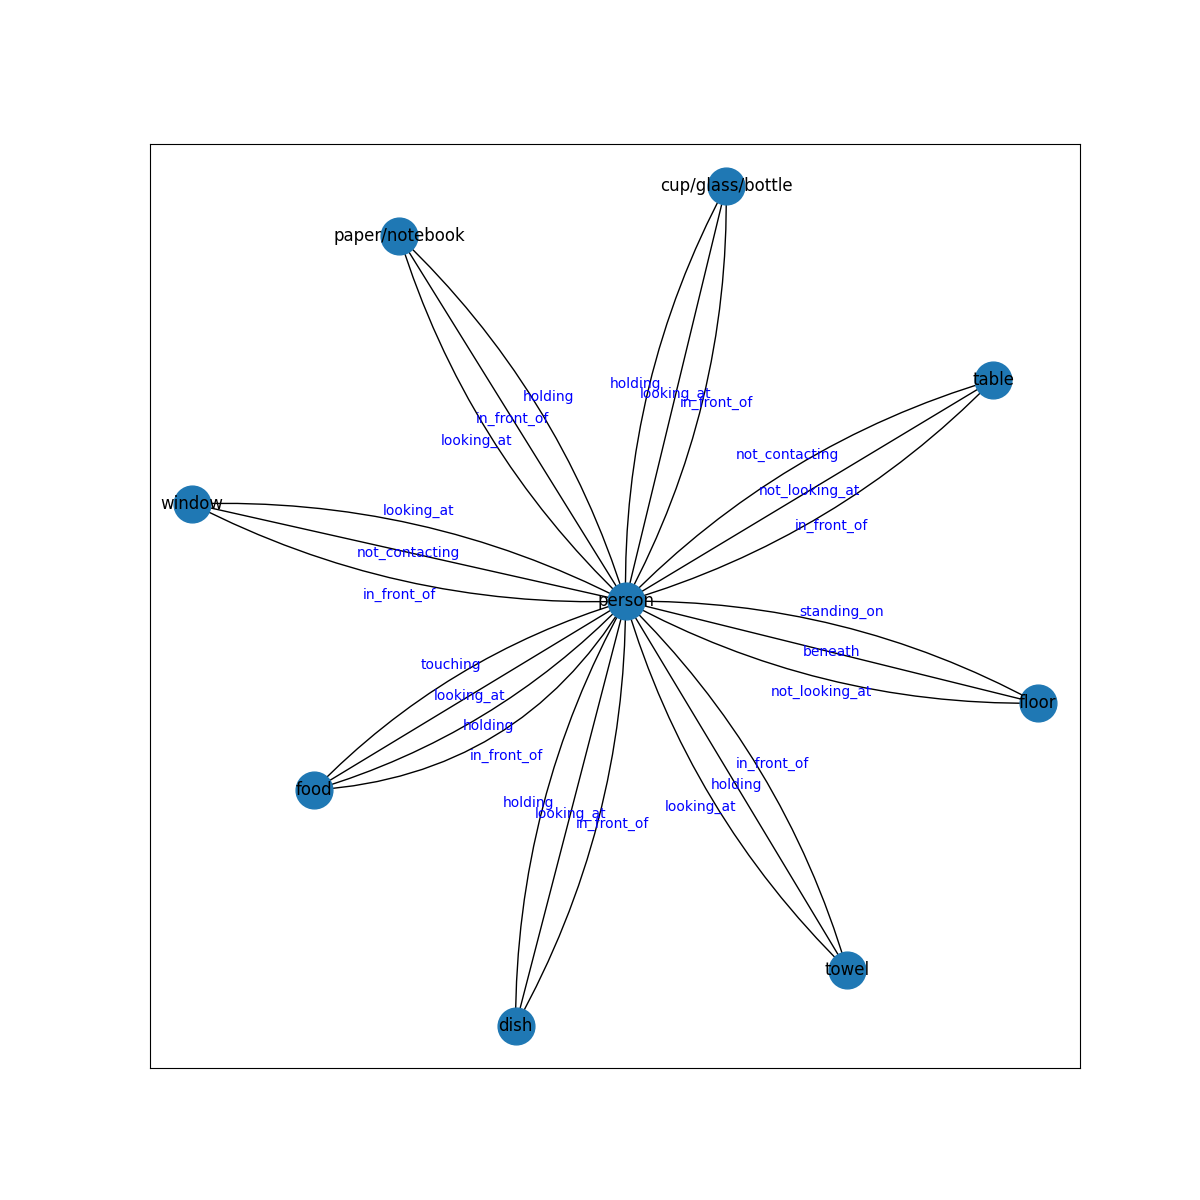 cup/glass/bottle
paper/notebook
table
holding
looking_at
in_front_of
holding
in_front_of
looking_at
not_contacting
not_looking_at
in_front_of
window
looking_at
not_contacting
in_front_of
person
standing_on
beneath
not_looking_at
floor
touching
looking_at
holding
in_front_of
food
in_front_of
holding
looking_at
holding
looking_at
in_front_of
towel
dish